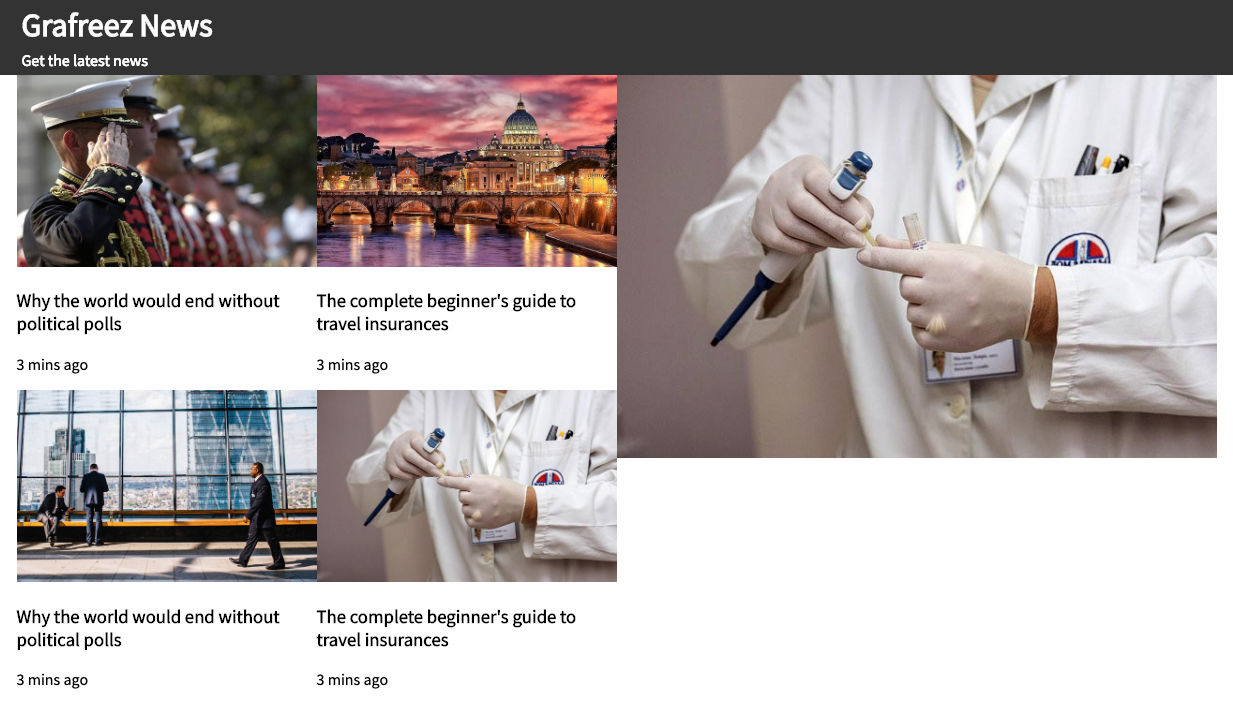 Grafreez News
Get the latest news
Why the world would end without
political polls
3 mins ago
The complete beginner's guide to
travel insurances
3 mins ago
Why the world would end without
political polls
3 mins ago
The complete beginner's guide to
travel insurances
3 mins ago